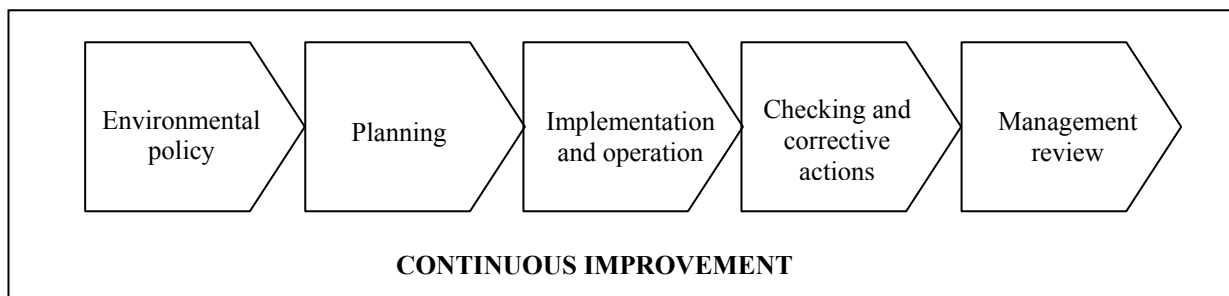 Environmental
policy
Planning
Implementation
and operation
Checking and
corrective
actions
Management
review
CONTINUOUS IMPROVEMENT